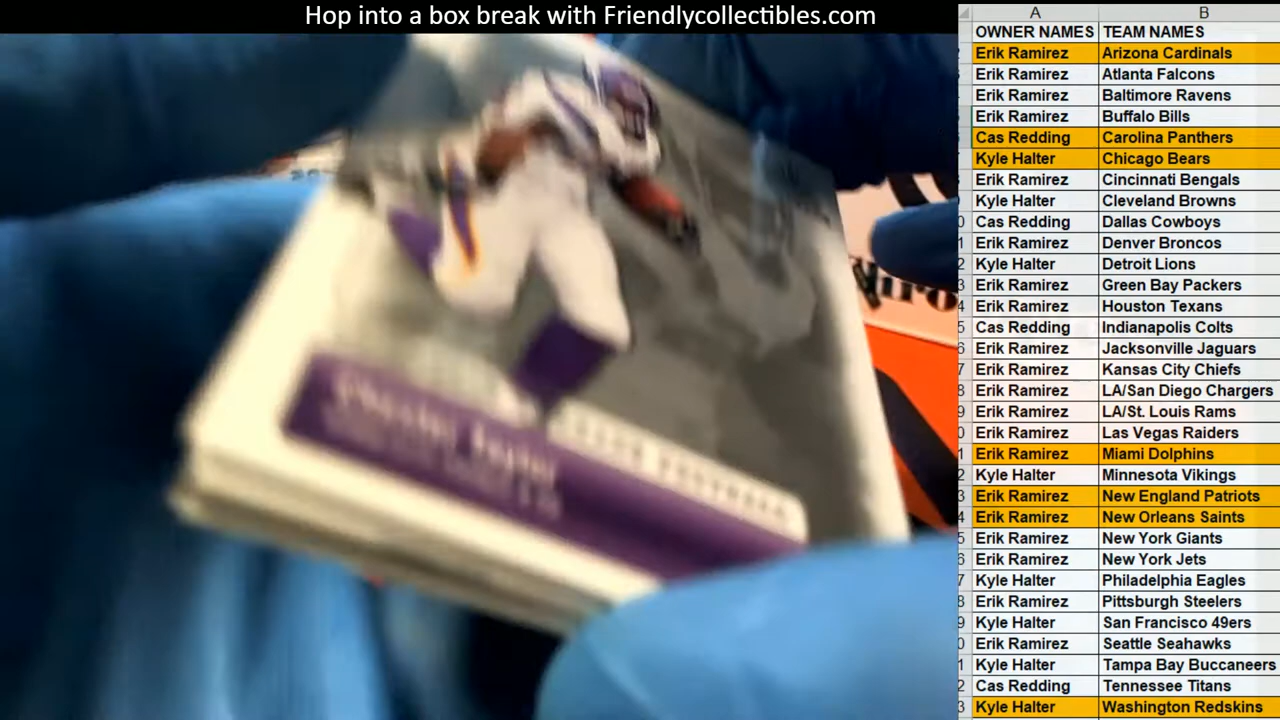 Hop into a box break with Friendlycollectibles.com
A B
OWNER NAMES TEAM NAMES
Erik Ramirez Arizona Cardinals
Erik Ramirez Atlanta Falcons
Erik Ramirez Baltimore Ravens
Erik Ramirez Buffalo Bills
Cas Redding Carolina Panthers
Kyle Halter Chicago Bears
Erik Ramirez Cincinnati Bengals
Kyle Halter Cleveland Browns
Cas Redding Dallas Cowboys
Erik Ramirez Denver Broncos
Kyle Halter Detroit Lions
Erik Ramirez Green Bay Packers
Erik Ramirez Houston Texans
Cas Redding Indianapolis Colts
Erik Ramirez Jacksonville Jaguars
Erik Ramirez Kansas City Chiefs
Erik Ramirez LA/San Diego Chargers
Erik Ramirez LA/St. Louis Rams
Erik Ramirez Las Vegas Raiders
Erik Ramirez Miami Dolphins
Kyle Halter Minnesota Vikings
Erik Ramirez New England Patriots
Erik Ramirez New Orleans Saints
Erik Ramirez New York Giants
Erik Ramirez New York Jets
Kyle Halter Philadelphia Eagles
Erik Ramirez Pittsburgh Steelers
Kyle Halter San Francisco 49ers
Erik Ramirez Seattle Seahawks
Kyle Halter Tampa Bay Buccaneers
Cas Redding Tennessee Titans
Kyle Halter Washington Redskins